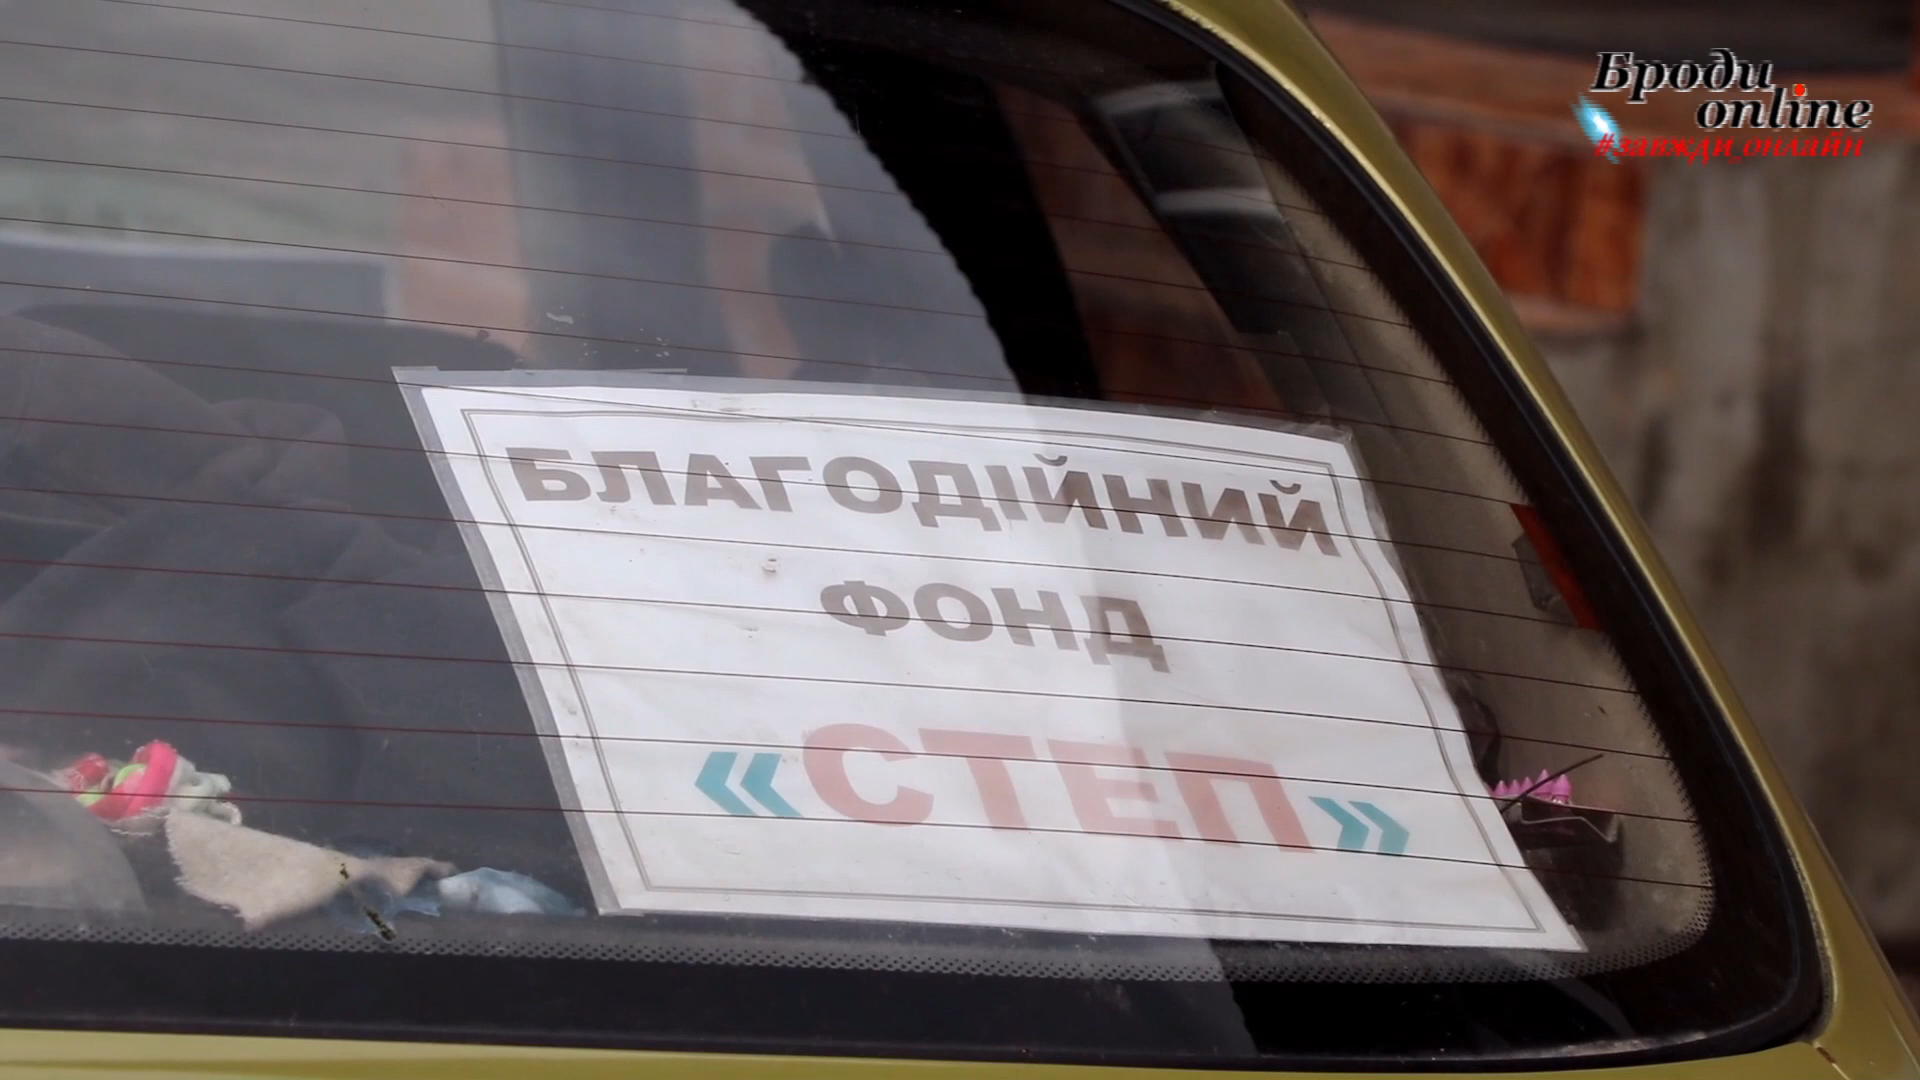 Броди
online
#завжди_онлайн
БЛАГОДІЙНИЙ
ФОНД
«СТЕП»